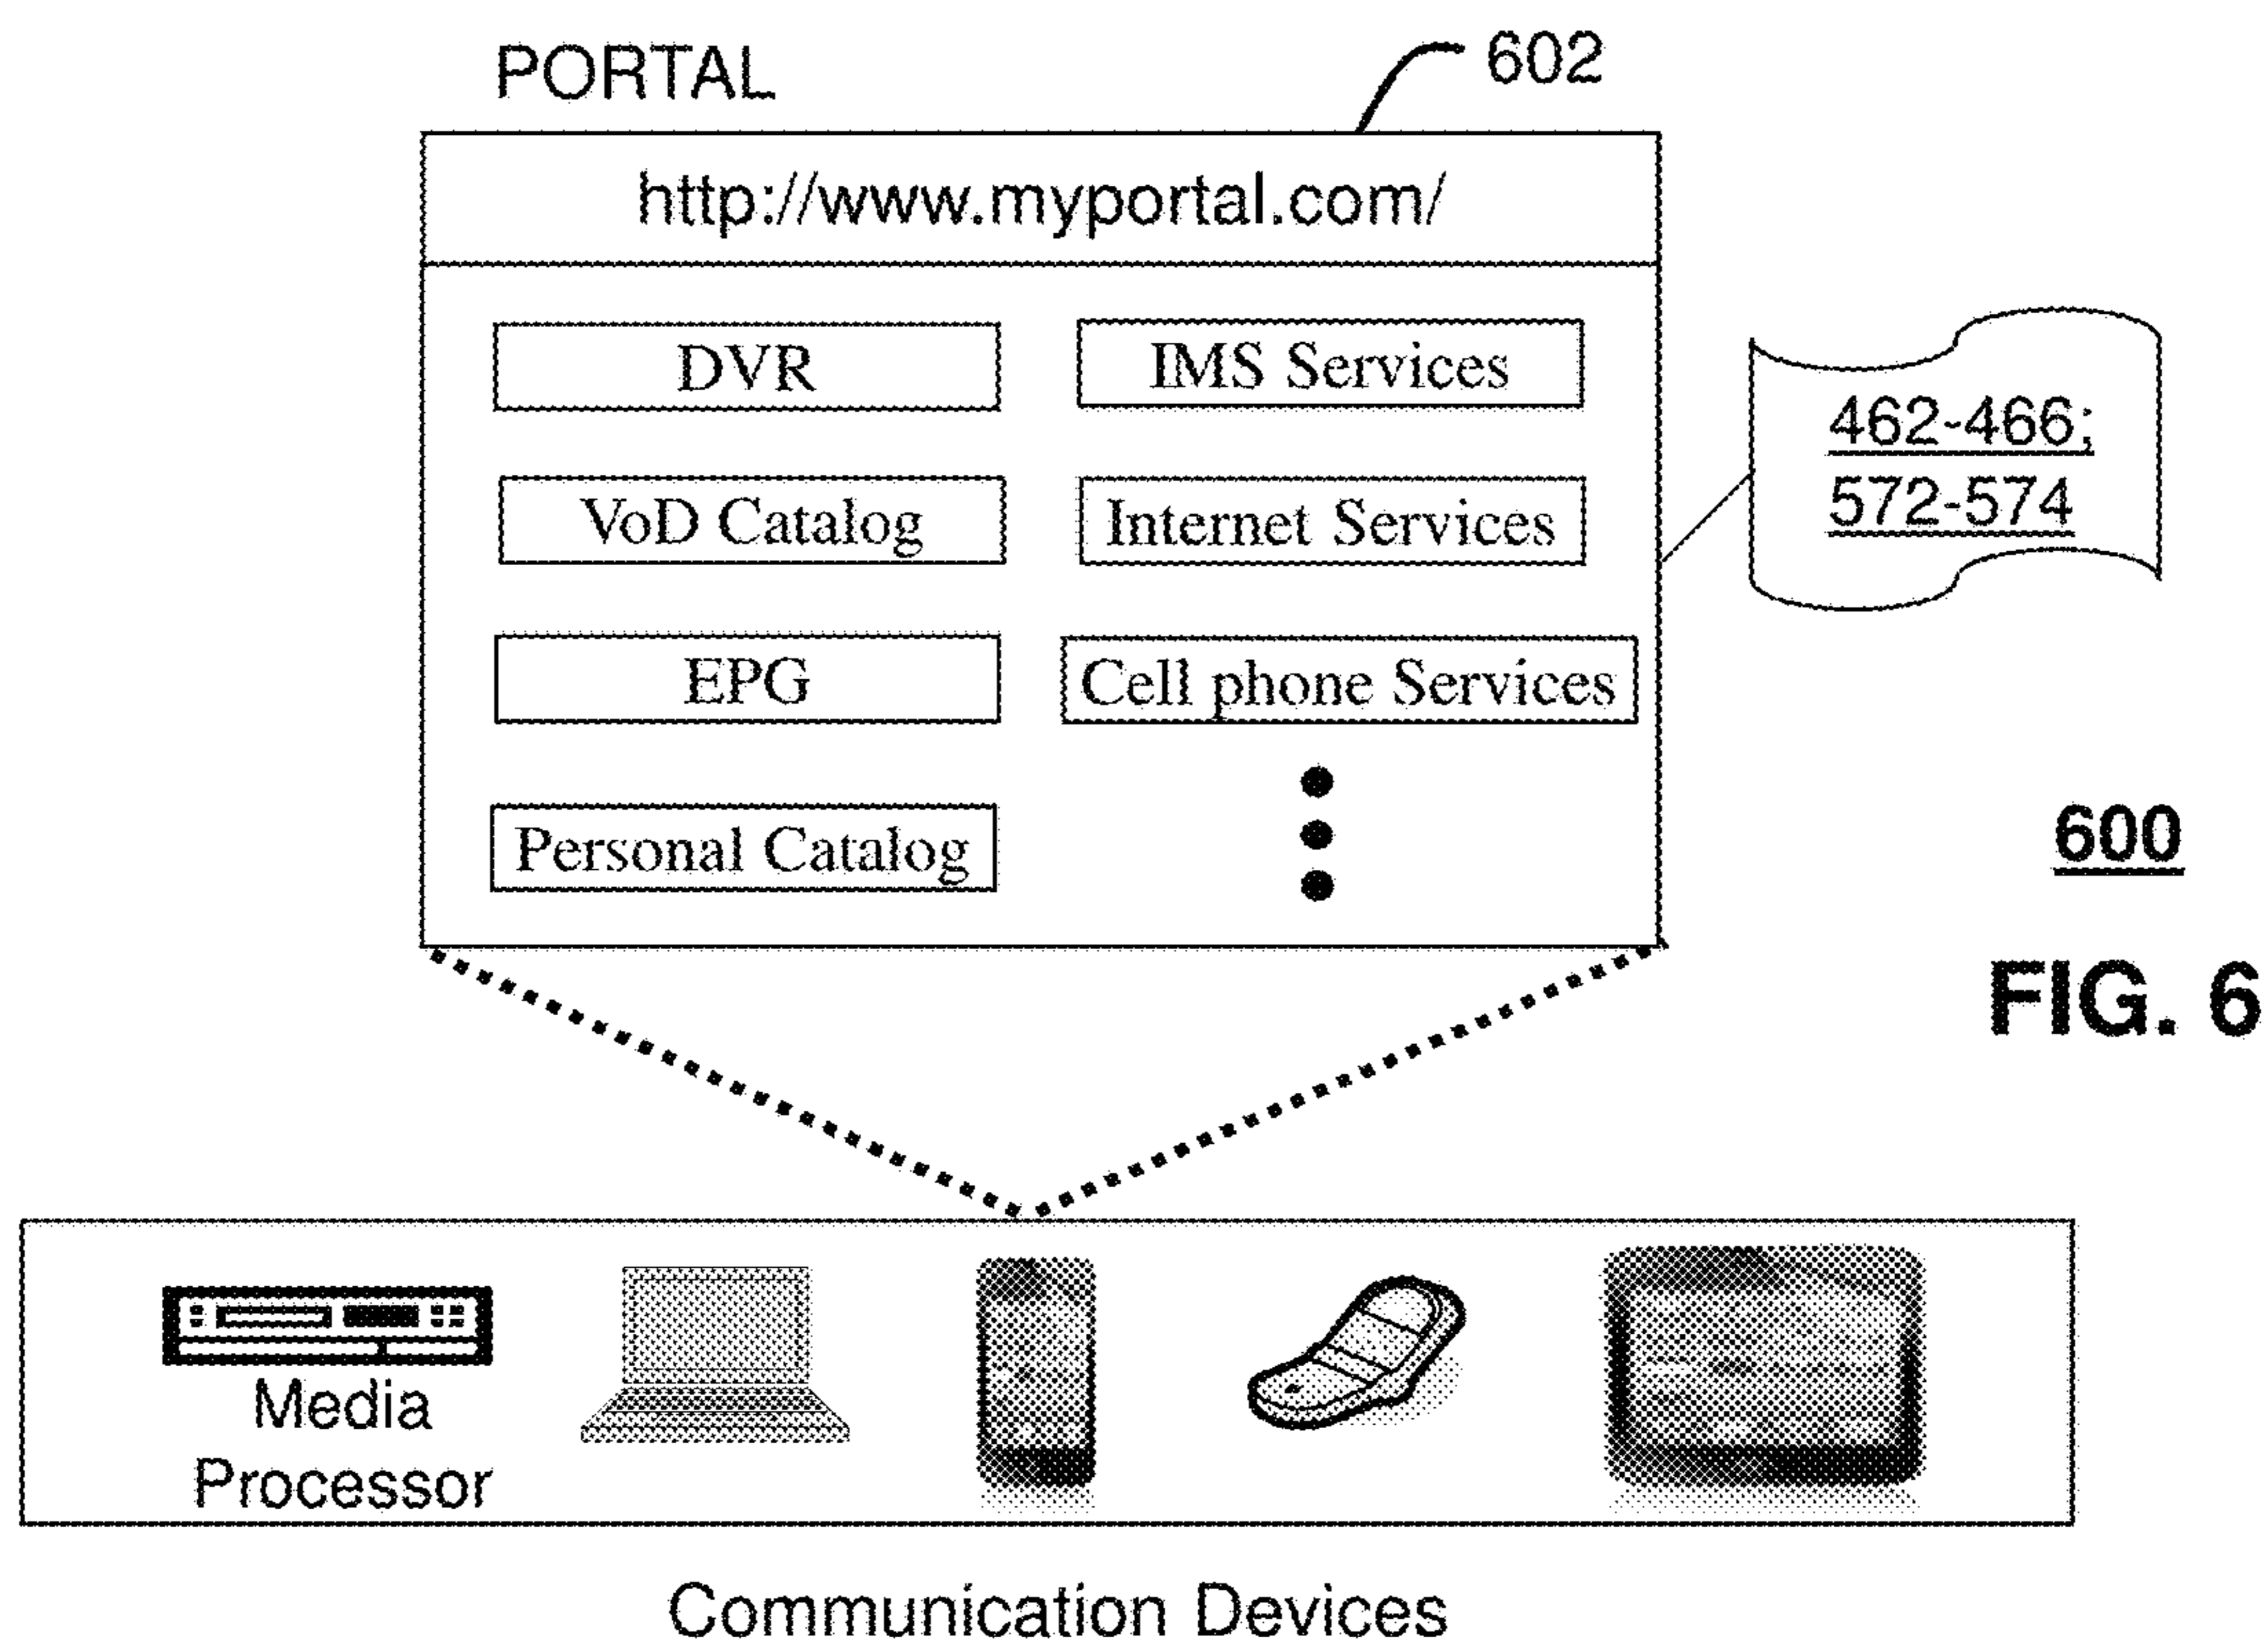 PORTAL
602
http://www.myportal.com/
DVR
IMS Services
VoD Catalog
Internet Services
EPG
Cell phone Services
Personal Catalog
462-466;
572-574
600
FIG. 6
Media
Processor
Communication Devices